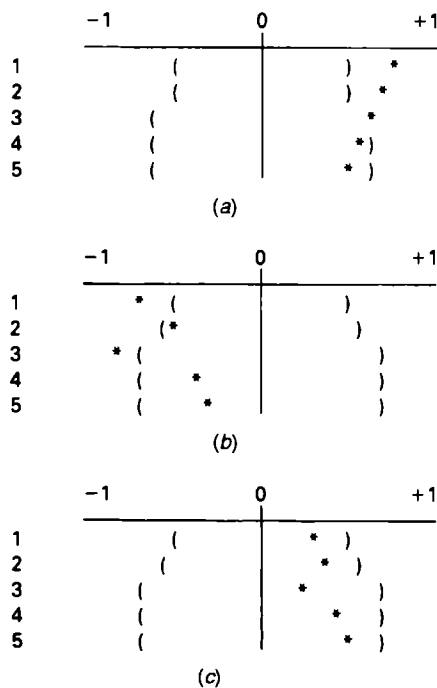 −1 0 +1
1 ( ) *
2 ( ) *
3 ( *
4 ( * )
5 ( * )
(a)
−1 0 +1
1 * ( )
2 ( * )
3 * ( )
4 ( * )
5 ( * )
(b)
−1 0 +1
1 ( * )
2 ( * )
3 ( * )
4 ( * )
5 ( * )
(c)